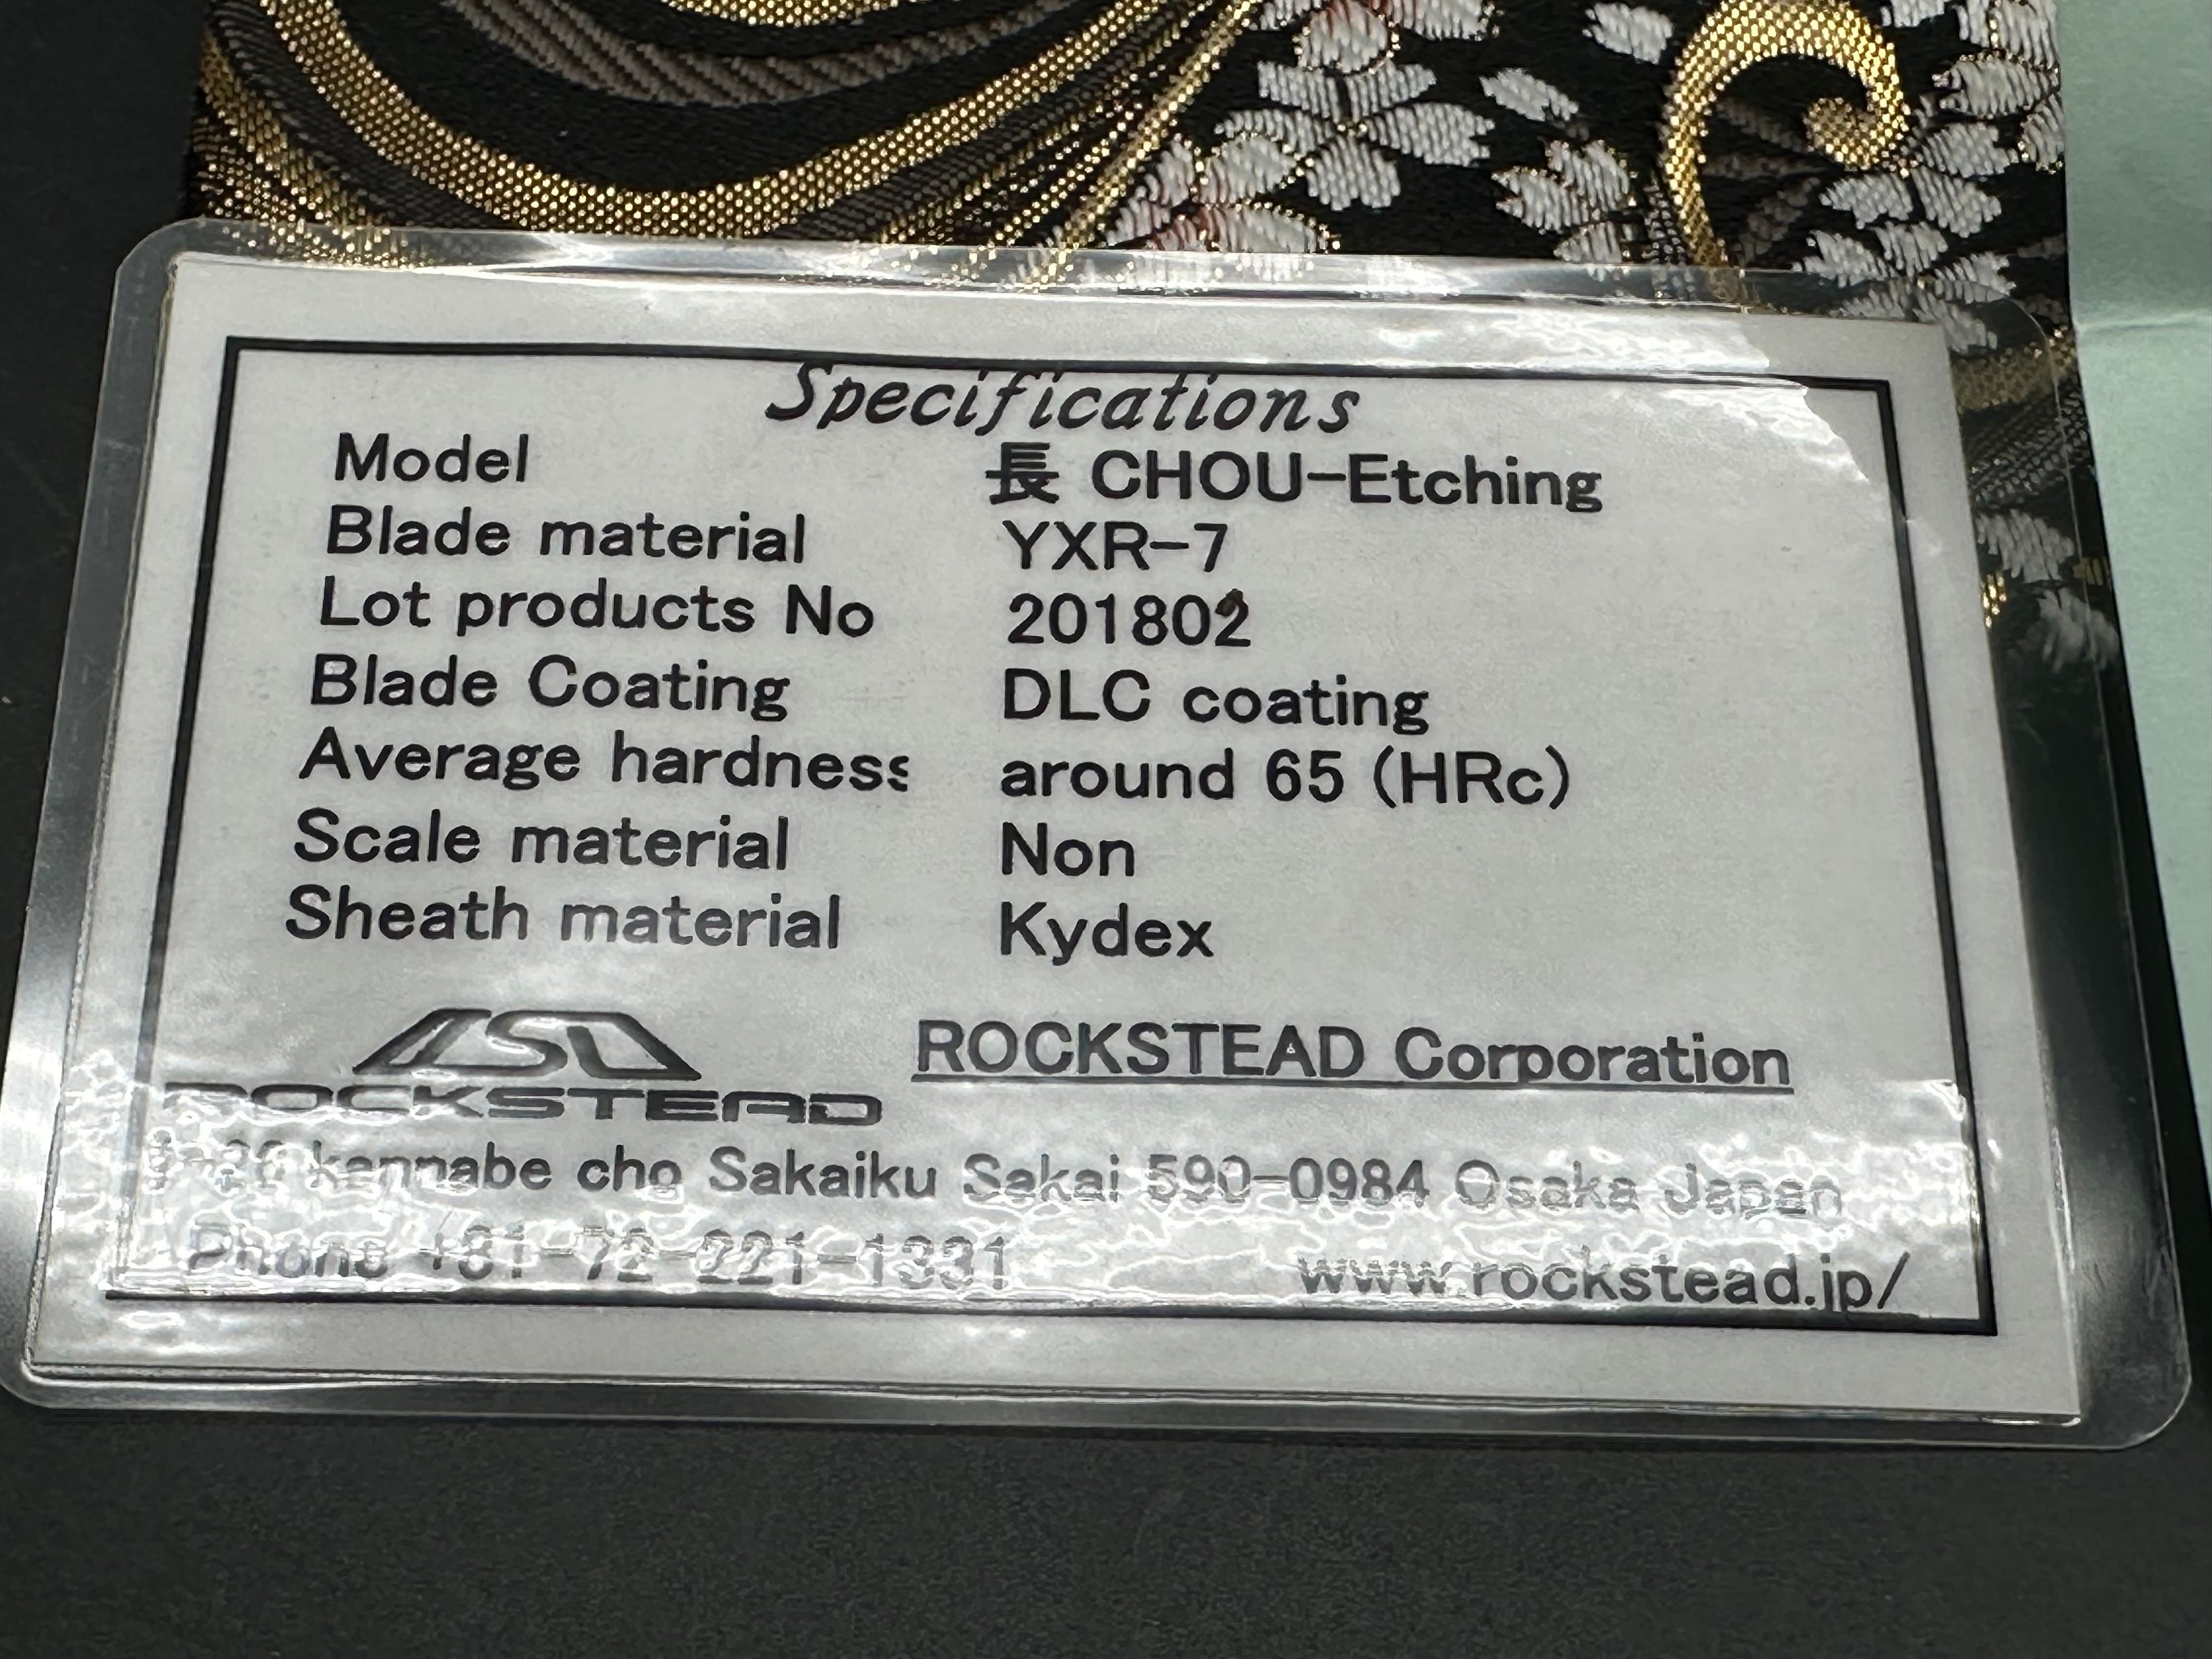 Specifications
Model 長 CHOU-Etching
Blade material YXR-7
Lot products No 201802
Blade Coating DLC coating
Average hardness around 65 (HRc)
Scale material Non
Sheath material Kydex
ROCKSTEAD ROCKSTEAD Corporation
kannabe cho Sakaiku Sakai 590-0984 Osaka Japan
Phone +81-72-221-1331 www.rockstead.jp/